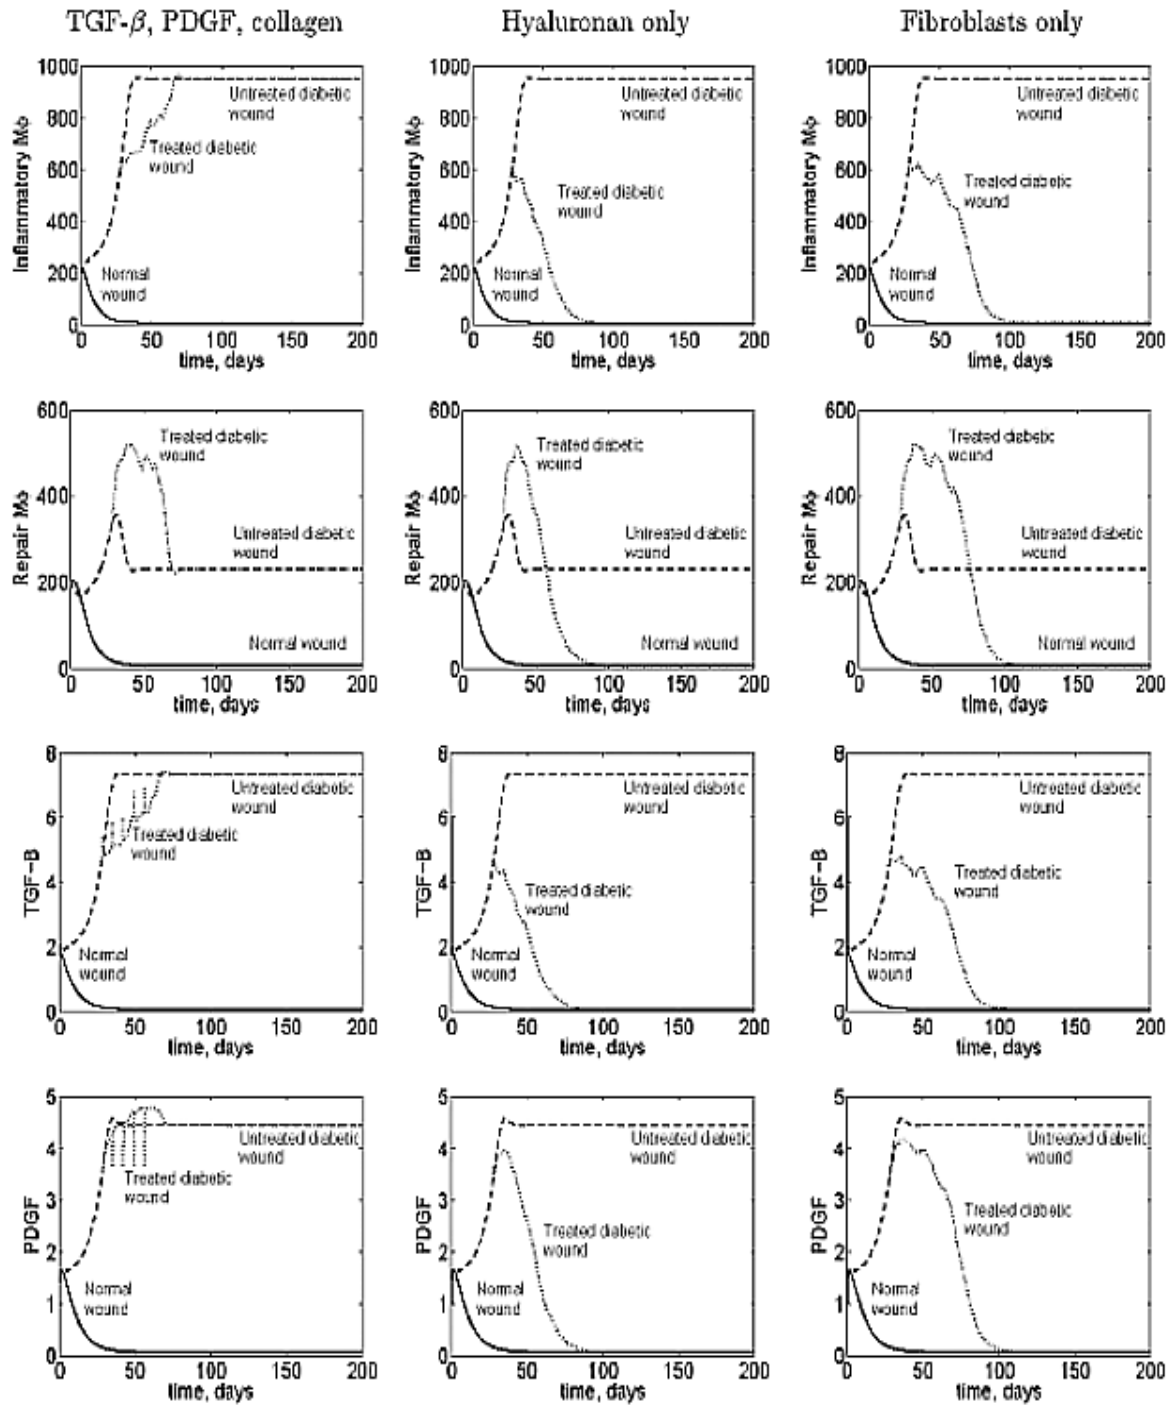 TGF-β, PDGF, collagen
Hyaluronan only
Fibroblasts only
1000
800
600
400
200
0
Inflammatory Mϕ
Untreated diabetic
wound
Treated diabetic
wound
Normal
wound
0 50 100 150 200
time, days
1000
800
600
400
200
0
Inflammatory Mϕ
Untreated diabetic
wound
Treated diabetic
wound
Normal
wound
0 50 100 150 200
time, days
1000
800
600
400
200
0
Inflammatory Mϕ
Untreated diabetic
wound
Treated diabetic
wound
Normal
wound
0 50 100 150 200
time, days
600
400
200
0
Repair Mϕ
Treated diabetic
wound
Untreated diabetic
wound
Normal wound
0 50 100 150 200
time, days
600
400
200
0
Repair Mϕ
Treated diabetic
wound
Untreated diabetic
wound
Normal wound
0 50 100 150 200
time, days
600
400
200
0
Repair Mϕ
Treated diabetic
wound
Untreated diabetic
wound
Normal wound
0 50 100 150 200
time, days
8
6
4
2
0
TGF-B
Untreated diabetic
wound
Treated diabetic
wound
Normal
wound
0 50 100 150 200
time, days
8
6
4
2
0
TGF-B
Untreated diabetic
wound
Treated diabetic
wound
Normal
wound
0 50 100 150 200
time, days
8
6
4
2
0
TGF-B
Untreated diabetic
wound
Treated diabetic
wound
Normal
wound
0 50 100 150 200
time, days
5
4
3
2
1
0
PDGF
Untreated diabetic
wound
Treated diabetic
wound
Normal
wound
0 50 100 150 200
time, days
5
4
3
2
1
0
PDGF
Untreated diabetic
wound
Treated diabetic
wound
Normal
wound
0 50 100 150 200
time, days
5
4
3
2
1
0
PDGF
Untreated diabetic
wound
Treated diabetic
wound
Normal
wound
0 50 100 150 200
time, days